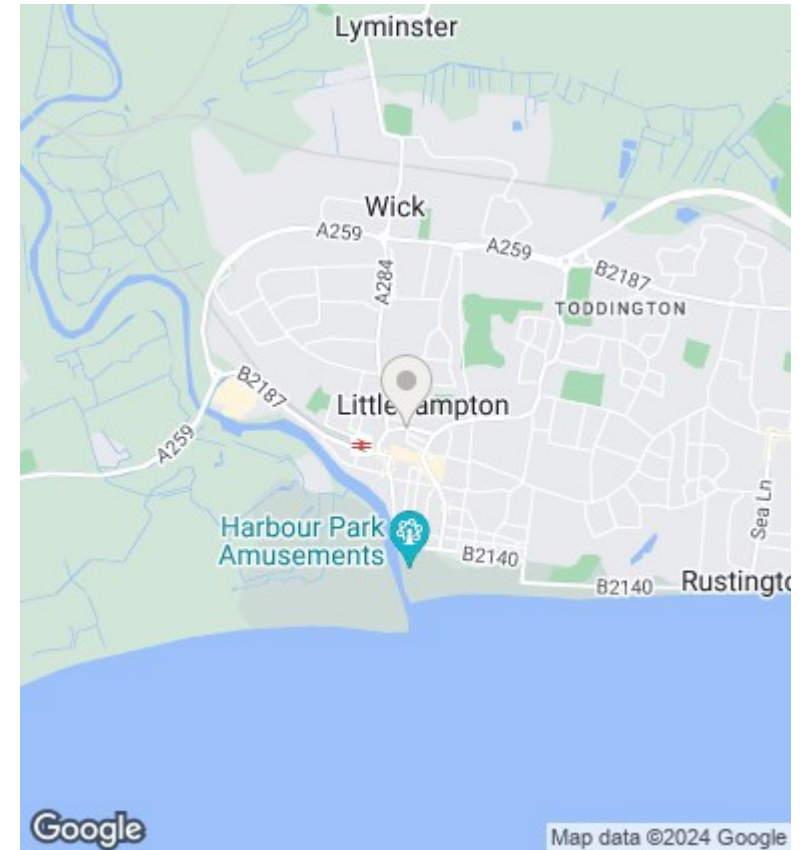 Lyminster
Wick
A259
A259
B2187
A284
TODDINGTON
B2187
Littlehampton
A259
Sea Ln
Harbour Park
Amusements
B2140
B2140
Rustingto
Google
Map data ©2024 Google